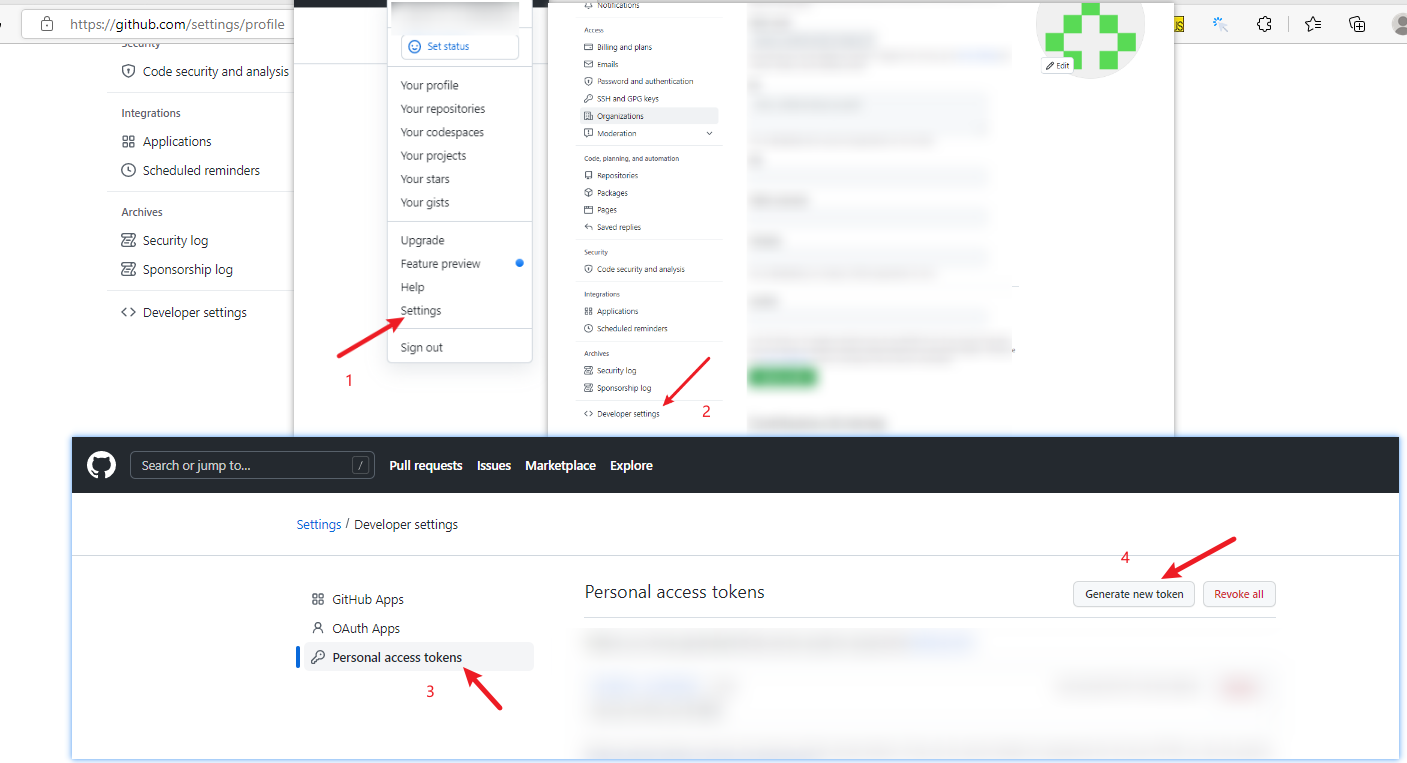 https://github.com/settings/profile
Security
Code security and analysis
Integrations
Applications
Scheduled reminders
Archives
Security log
Sponsorship log
Developer settings
Set status
Your profile
Your repositories
Your codespaces
Your projects
Your stars
Your gists
Upgrade
Feature preview
Help
Settings
Sign out
1
Notifications
Access
Billing and plans
Emails
Password and authentication
SSH and GPG keys
Organizations
Moderation
Code, planning, and automation
Repositories
Packages
Pages
Saved replies
Security
Code security and analysis
Integrations
Applications
Scheduled reminders
Archives
Security log
Sponsorship log
Developer settings
2
Edit
JS
Search or jump to...
/
Pull requests
Issues
Marketplace
Explore
Settings / Developer settings
GitHub Apps
OAuth Apps
Personal access tokens
3
Personal access tokens
4
Generate new token
Revoke all